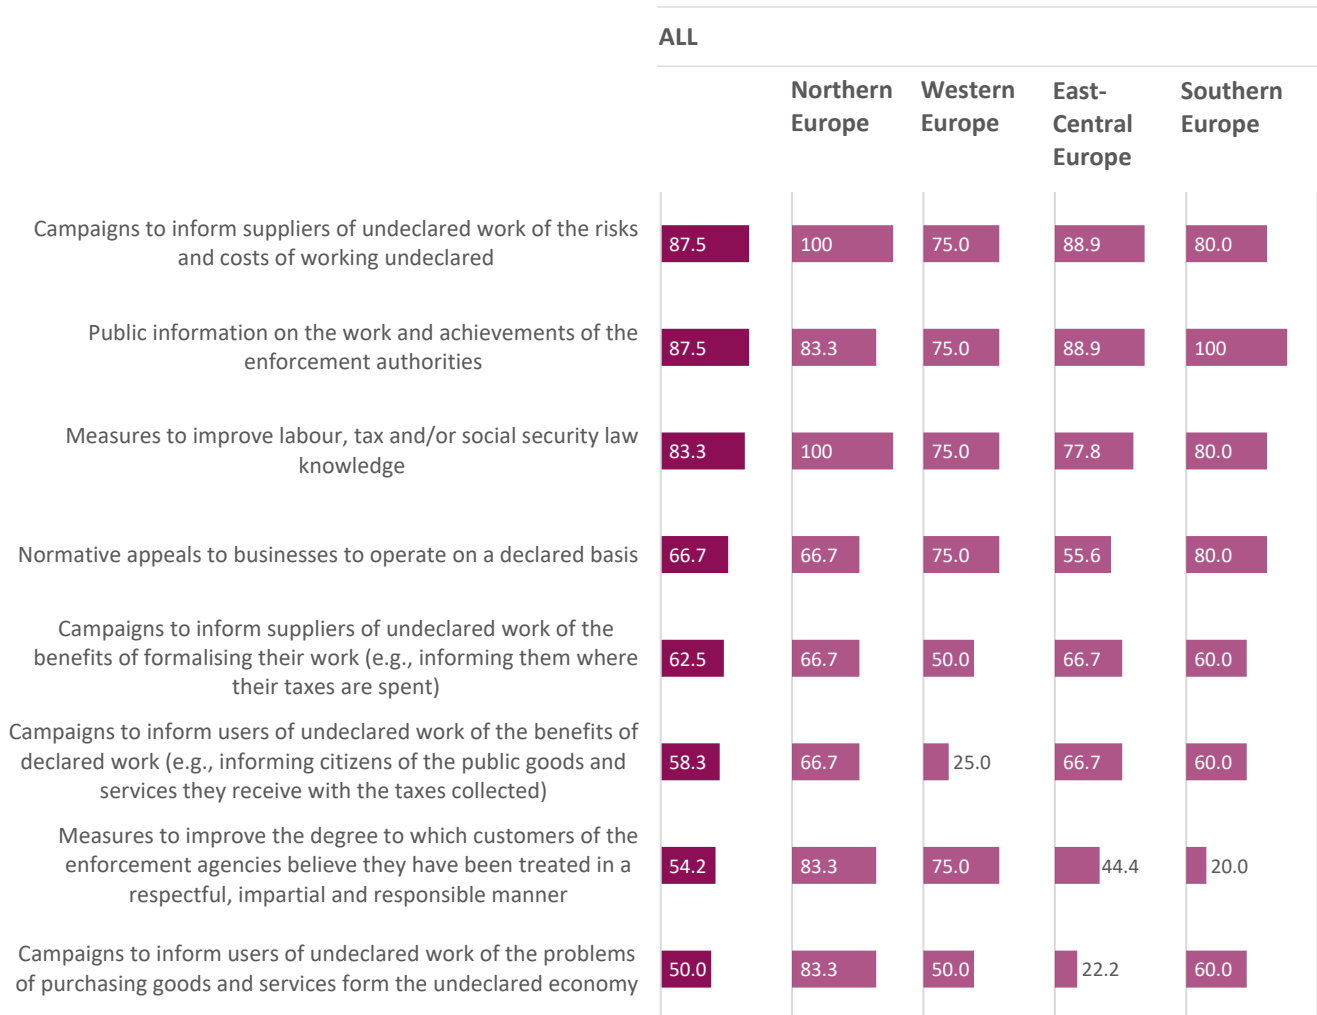 ALL
Northern
Europe
Western
Europe
East-
Central
Europe
Southern
Europe
Campaigns to inform suppliers of undeclared work of the risks
and costs of working undeclared
87.5 100 75.0 88.9 80.0
Public information on the work and achievements of the
enforcement authorities
87.5 83.3 75.0 88.9 100
Measures to improve labour, tax and/or social security law
knowledge
83.3 100 75.0 77.8 80.0
Normative appeals to businesses to operate on a declared basis
66.7 66.7 75.0 55.6 80.0
Campaigns to inform suppliers of undeclared work of the
benefits of formalising their work (e.g., informing them where
their taxes are spent)
62.5 66.7 50.0 66.7 60.0
Campaigns to inform users of undeclared work of the benefits of
declared work (e.g., informing citizens of the public goods and
services they receive with the taxes collected)
58.3 66.7 25.0 66.7 60.0
Measures to improve the degree to which customers of the
enforcement agencies believe they have been treated in a
respectful, impartial and responsible manner
54.2 83.3 75.0 44.4 20.0
Campaigns to inform users of undeclared work of the problems
of purchasing goods and services form the undeclared economy
50.0 83.3 50.0 22.2 60.0